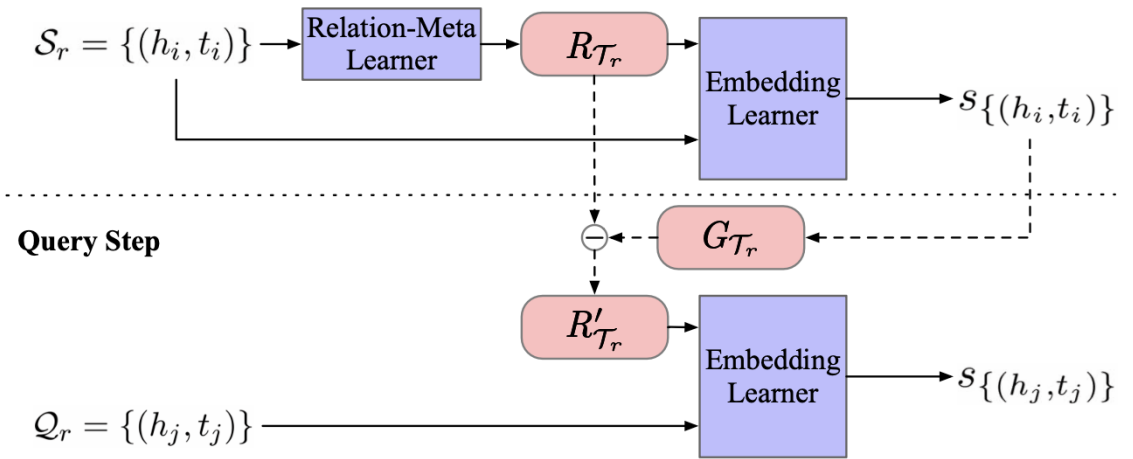 𝒮_r = {(h_i, t_i)}
Relation-Meta
Learner
R_{𝒯_r}
Embedding
Learner
s_{{(h_i, t_i)}}
Query Step
−
G_{𝒯_r}
R′_{𝒯_r}
Embedding
Learner
s_{{(h_j, t_j)}}
𝒬_r = {(h_j, t_j)}